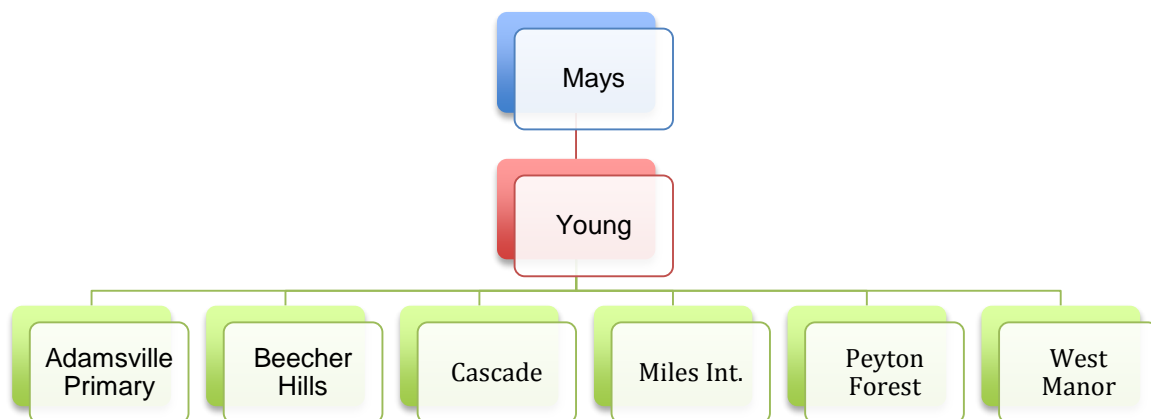 Mays
Young
Adamsville
Primary
Beecher
Hills
Cascade
Miles Int.
Peyton
Forest
West
Manor